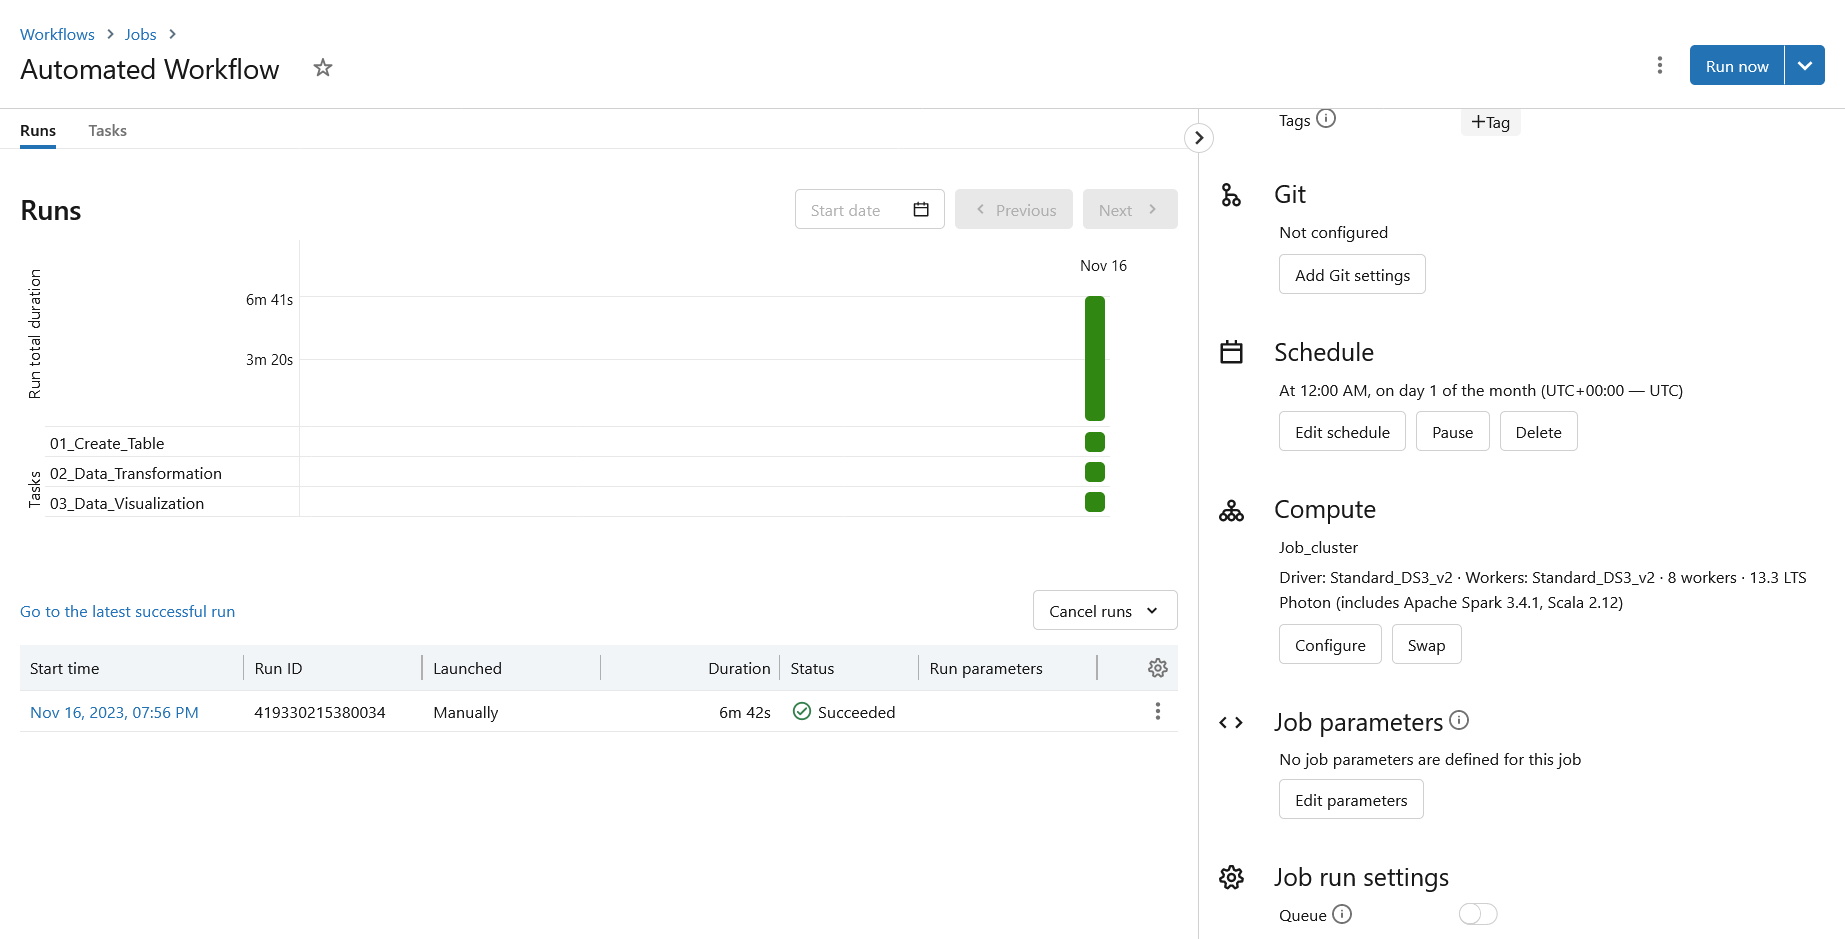 Workflows > Jobs >
Automated Workflow
Run now
Runs
Tasks
Runs
Start date
Previous
Next
Run total duration
Nov 16
6m 41s
3m 20s
Tasks
01_Create_Table
02_Data_Transformation
03_Data_Visualization
Go to the latest successful run
Cancel runs
Start time Run ID Launched Duration Status Run parameters
Nov 16, 2023, 07:56 PM 419330215380034 Manually 6m 42s Succeeded
Tags
+Tag
Git
Not configured
Add Git settings
Schedule
At 12:00 AM, on day 1 of the month (UTC+00:00 — UTC)
Edit schedule Pause Delete
Compute
Job_cluster
Driver: Standard_DS3_v2 · Workers: Standard_DS3_v2 · 8 workers · 13.3 LTS
Photon (includes Apache Spark 3.4.1, Scala 2.12)
Configure Swap
Job parameters
No job parameters are defined for this job
Edit parameters
Job run settings
Queue